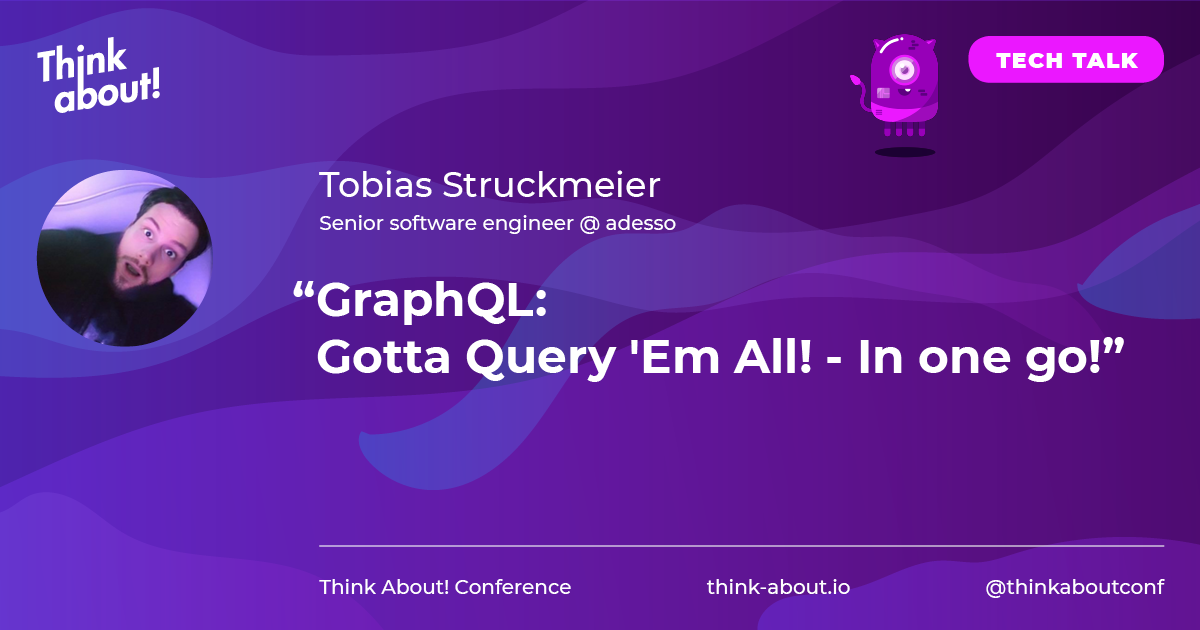 Think
about!
TECH TALK
Tobias Struckmeier
Senior software engineer @ adesso
“GraphQL:
Gotta Query 'Em All! - In one go!”
Think About! Conference
think-about.io
@thinkaboutconf